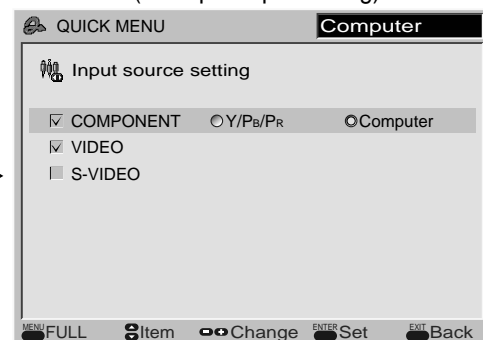 QUICK MENU Computer
Input source setting
COMPONENT Y/PB/PR Computer
VIDEO
S-VIDEO
MENU FULL Item Change ENTER Set EXIT Back